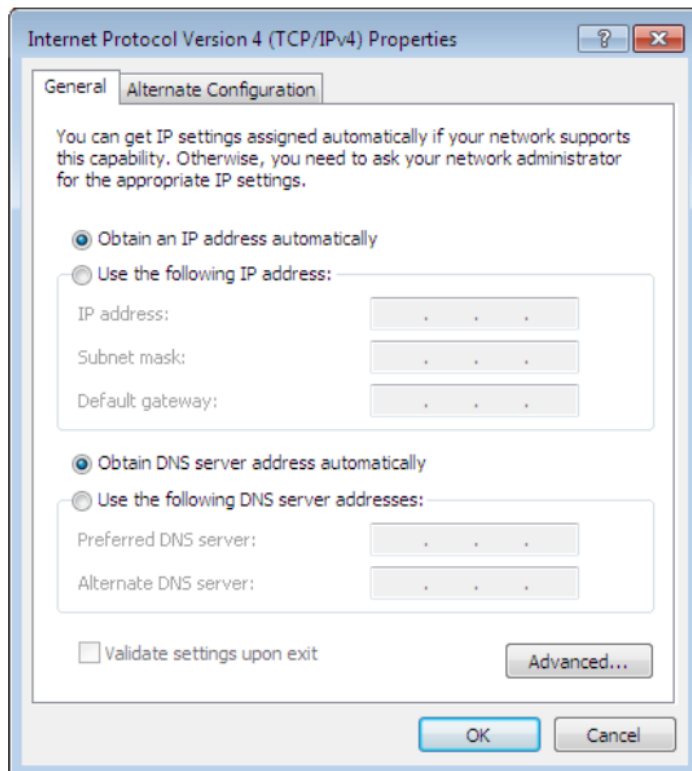 Internet Protocol Version 4 (TCP/IPv4) Properties
?
General
Alternate Configuration
You can get IP settings assigned automatically if your network supports
this capability. Otherwise, you need to ask your network administrator
for the appropriate IP settings.
Obtain an IP address automatically
Use the following IP address:
IP address:
. . .
Subnet mask:
. . .
Default gateway:
. . .
Obtain DNS server address automatically
Use the following DNS server addresses:
Preferred DNS server:
. . .
Alternate DNS server:
. . .
Validate settings upon exit
Advanced...
OK
Cancel